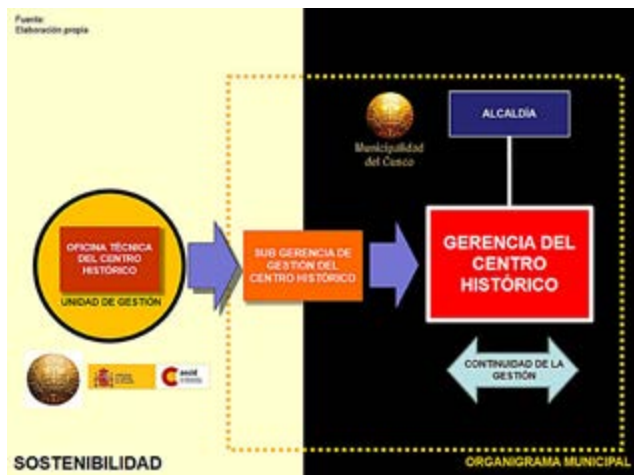 Fuente:
Elaboración propia
Municipalidad
del Cusco
ALCALDÍA
OFICINA TÉCNICA
DEL CENTRO
HISTÓRICO
UNIDAD DE GESTIÓN
SUB GERENCIA DE
GESTIÓN DEL
CENTRO HISTÓRICO
GERENCIA DEL
CENTRO
HISTÓRICO
CONTINUIDAD DE LA
GESTIÓN
aecid
SOSTENIBILIDAD
ORGANIGRAMA MUNICIPAL